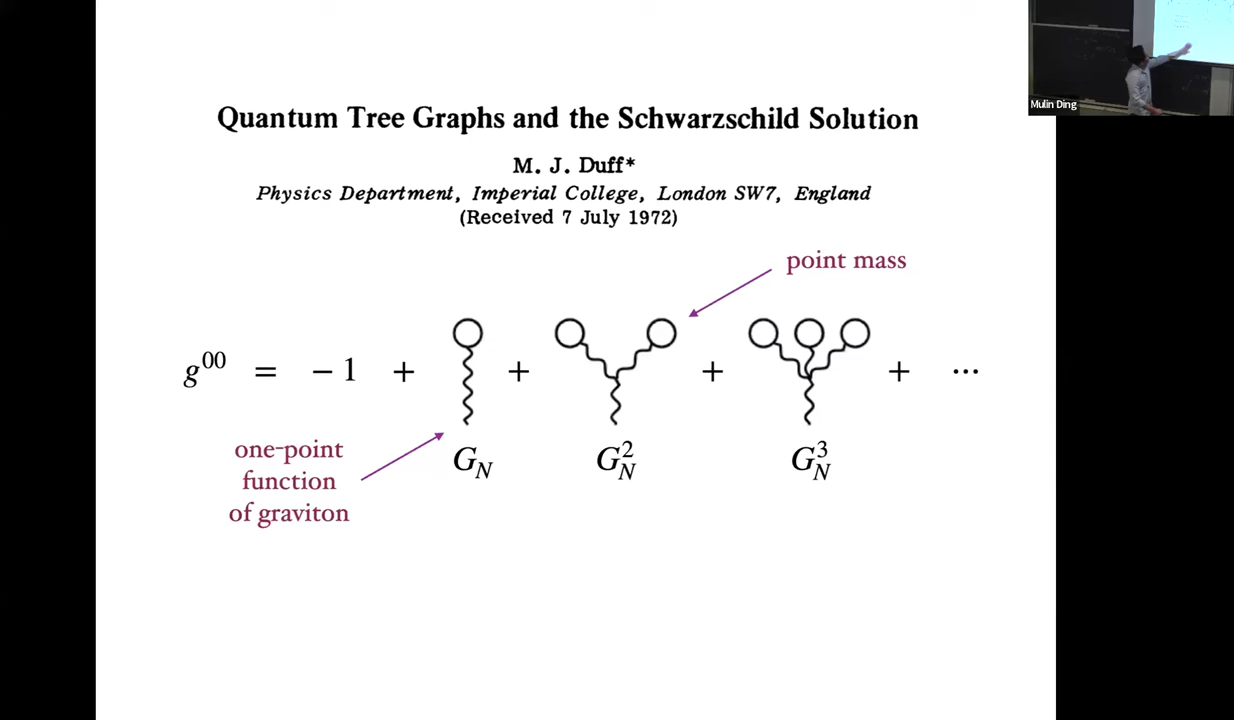 Quantum Tree Graphs and the Schwarzschild Solution
M. J. Duff*
Physics Department, Imperial College, London SW7, England
(Received 7 July 1972)
point mass
g^{00} = -1 + + + + ...
one-point
function
of graviton
G_N G_N^2 G_N^3
Mulin Ding